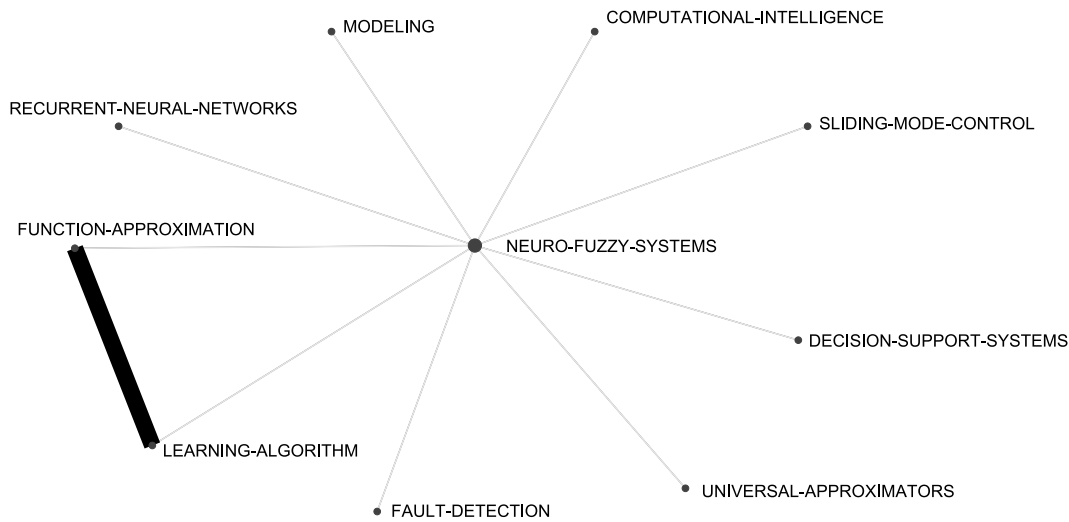 COMPUTATIONAL-INTELLIGENCE
MODELING
RECURRENT-NEURAL-NETWORKS
SLIDING-MODE-CONTROL
FUNCTION-APPROXIMATION
NEURO-FUZZY-SYSTEMS
DECISION-SUPPORT-SYSTEMS
LEARNING-ALGORITHM
UNIVERSAL-APPROXIMATORS
FAULT-DETECTION